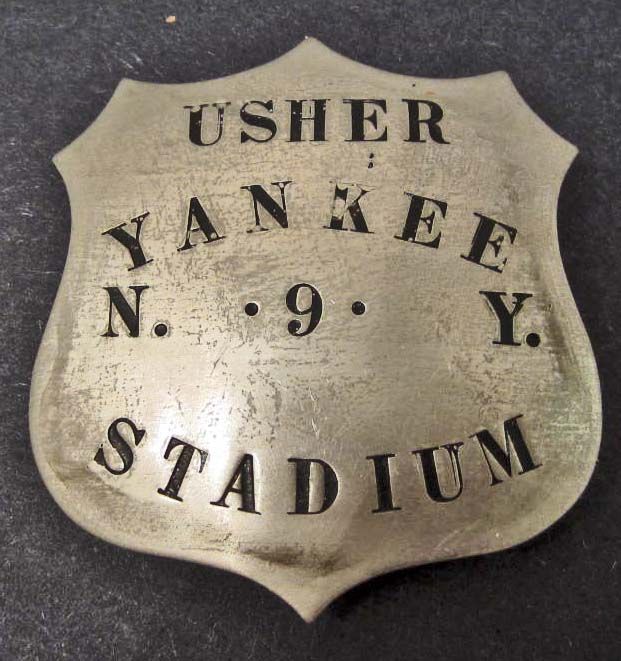 USHER
YANKEE
N. ·9· Y.
STADIUM